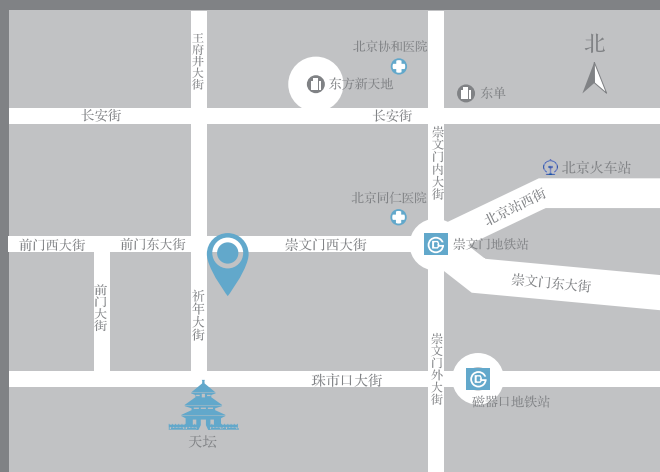 王府井大街
北京协和医院
北
东方新天地
东单
长安街
长安街
崇文门内大街
北京火车站
北京同仁医院
北京站西街
前门西大街
前门东大街
崇文门西大街
崇文门地铁站
崇文门东大街
前门大街
祈年大街
崇文门外大街
珠市口大街
磁器口地铁站
天坛